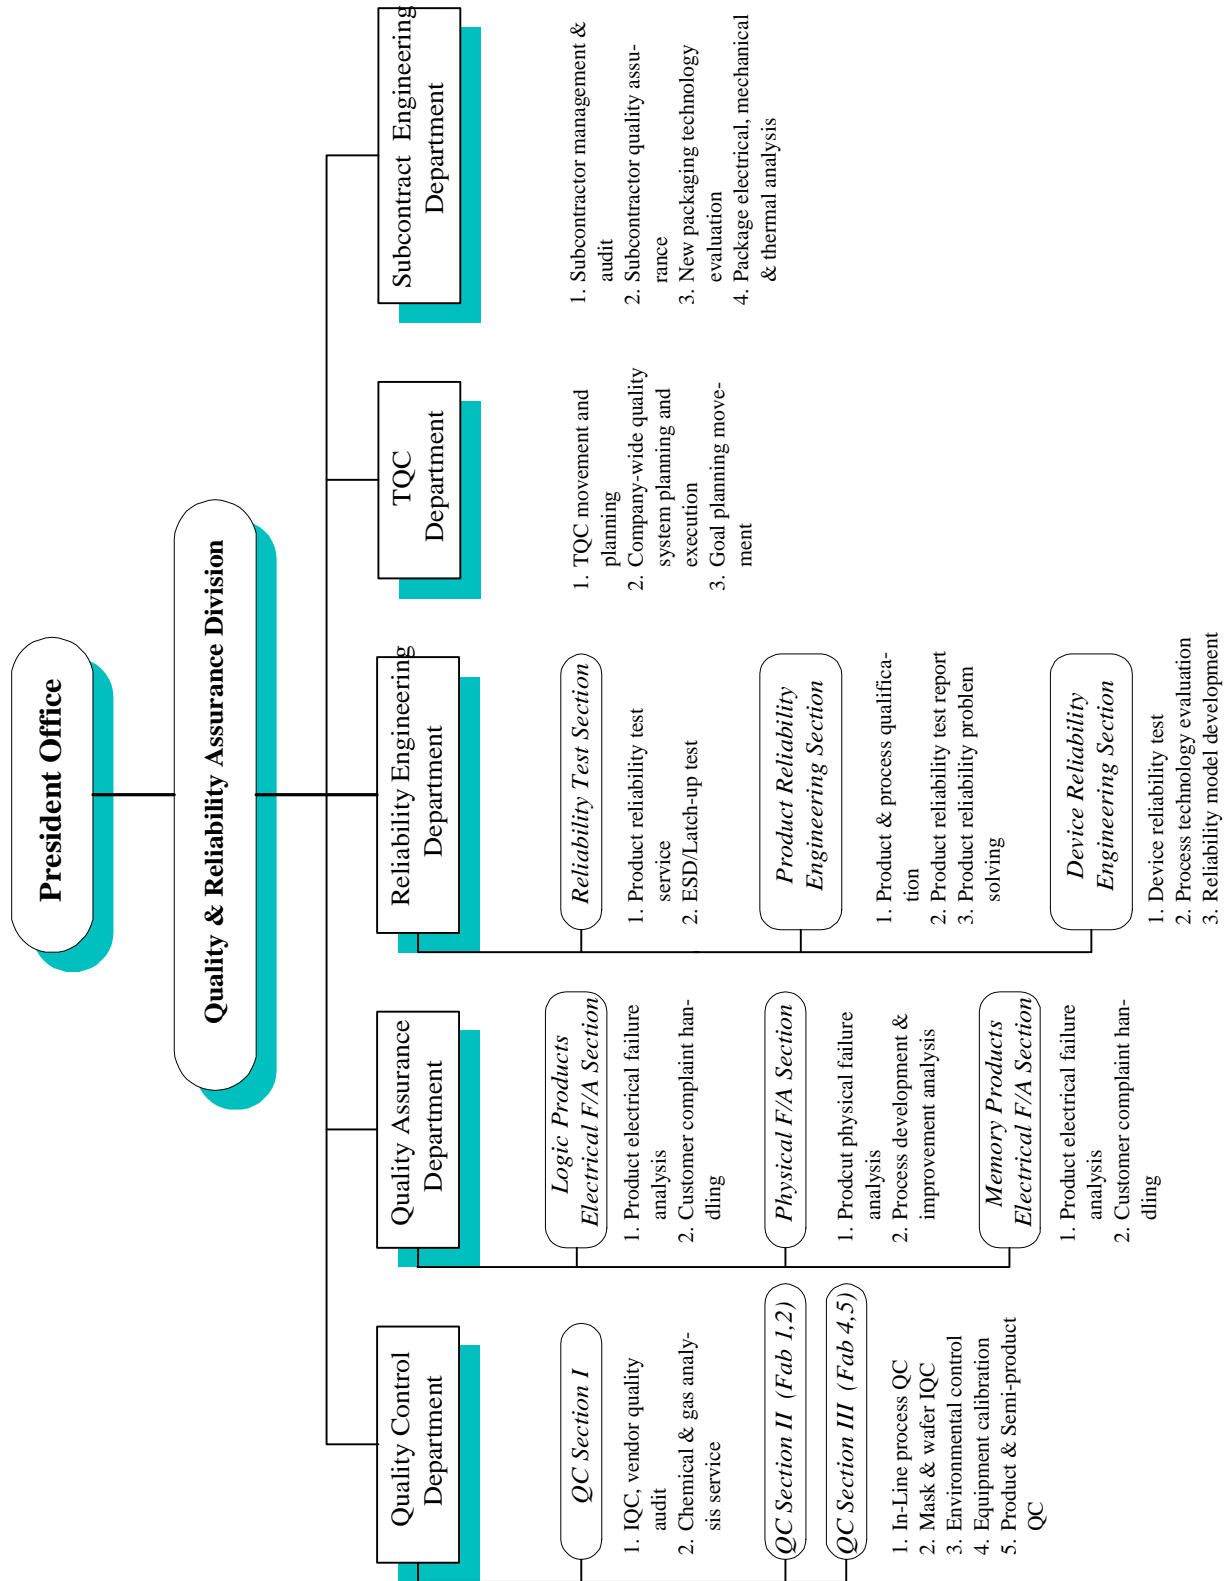 President Office
Quality & Reliability Assurance Division
Quality Control
Department
QC Section I
1. IQC, vendor quality
audit
2. Chemical & gas analy-
sis service
QC Section II (Fab 1,2)
QC Section III (Fab 4,5)
1. In-Line process QC
2. Mask & wafer IQC
3. Environmental control
4. Equipment calibration
5. Product & Semi-product
QC
Quality Assurance
Department
Logic Products
Electrical F/A Section
1. Product electrical failure
analysis
2. Customer complaint han-
dling
Physical F/A Section
1. Prodcut physical failure
analysis
2. Process development &
improvement analysis
Memory Products
Electrical F/A Section
1. Product electrical failure
analysis
2. Customer complaint han-
dling
Reliability Engineering
Department
Reliability Test Section
1. Product reliability test
service
2. ESD/Latch-up test
Product Reliability
Engineering Section
1. Product & process qualifica-
tion
2. Product reliability test report
3. Product reliability problem
solving
Device Reliability
Engineering Section
1. Device reliability test
2. Process technology evaluation
3. Reliability model development
TQC
Department
1. TQC movement and
planning
2. Company-wide quality
system planning and
execution
3. Goal planning move-
ment
Subcontract Engineering
Department
1. Subcontractor management &
audit
2. Subcontractor quality assu-
rance
3. New packaging technology
evaluation
4. Package electrical, mechanical
& thermal analysis